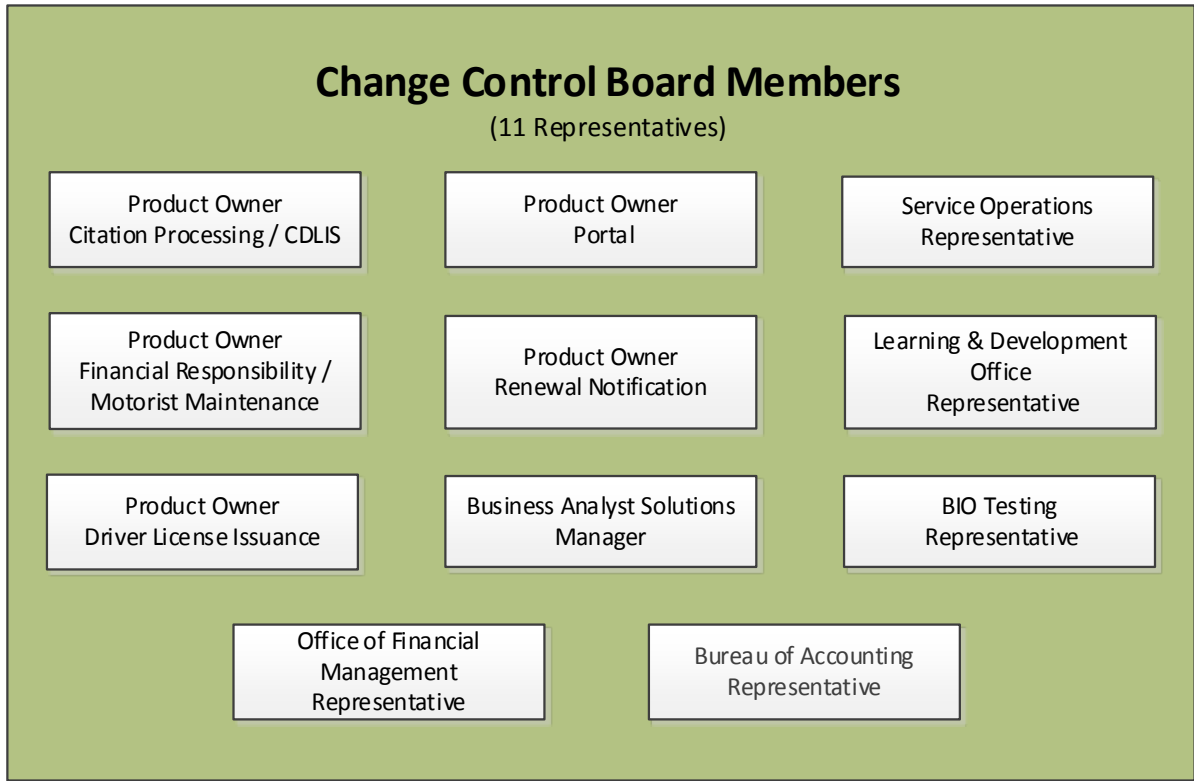 Change Control Board Members
(11 Representatives)
Product Owner
Citation Processing / CDLIS
Product Owner
Portal
Service Operations
Representative
Product Owner
Financial Responsibility /
Motorist Maintenance
Product Owner
Renewal Notification
Learning & Development
Office
Representative
Product Owner
Driver License Issuance
Business Analyst Solutions
Manager
BIO Testing
Representative
Office of Financial
Management
Representative
Bureau of Accounting
Representative